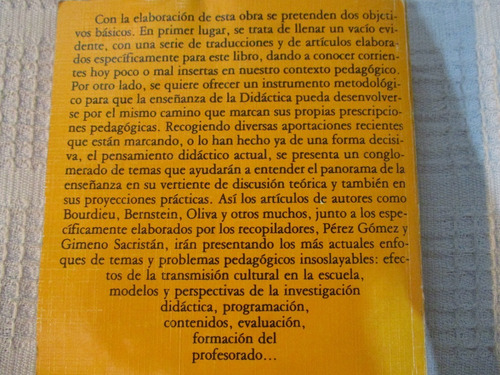 Con la elaboración de esta obra se pretenden dos objeti-
vos básicos. En primer lugar, se trata de llenar un vacío evi-
dente, con una serie de traducciones y de artículos elabora-
dos específicamente para este libro, dando a conocer corrien-
tes hoy poco o mal insertas en nuestro contexto pedagógico.
Por otro lado, se quiere ofrecer un instrumento metodológi-
co para que la enseñanza de la Didáctica pueda desenvolver-
se por el mismo camino que marcan sus propias prescripcio-
nes pedagógicas. Recogiendo diversas aportaciones recientes
que están marcando, o lo han hecho ya de una forma decisi-
va, el pensamiento didáctico actual, se presenta un conglo-
merado de temas que ayudarán a entender el panorama de la
enseñanza en su vertiente de discusión teórica y también en
sus proyecciones prácticas. Así los artículos de autores como
Bourdieu, Bernstein, Oliva y otros muchos, junto a los espe-
cíficamente elaborados por los recopiladores, Pérez Gómez y
Gimeno Sacristán, irán presentando los más actuales enfo-
ques de temas y problemas pedagógicos insoslayables: efec-
tos de la transmisión cultural en la escuela,
modelos y perspectivas de la investigación
didáctica, programación,
contenidos, evaluación,
formación del
profesorado...